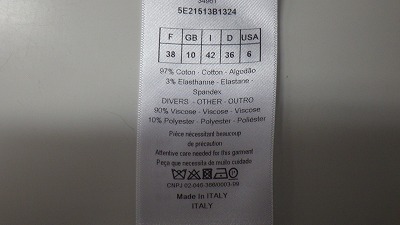 34951
5E21513B1324
F GB I D USA
38 10 42 36 6
97% Coton - Cotton - Algodão
3% Elasthanne - Elastane -
Spandex
DIVERS - OTHER - OUTRO
90% Viscose - Viscose - Viscose
10% Polyester - Polyester - Poliéster
Pièce nécessitant beaucoup
de précaution
Attentive care needed for this garment
Peça que necessita de muito cuidado
CNPJ
Made In ITALY
ITALY